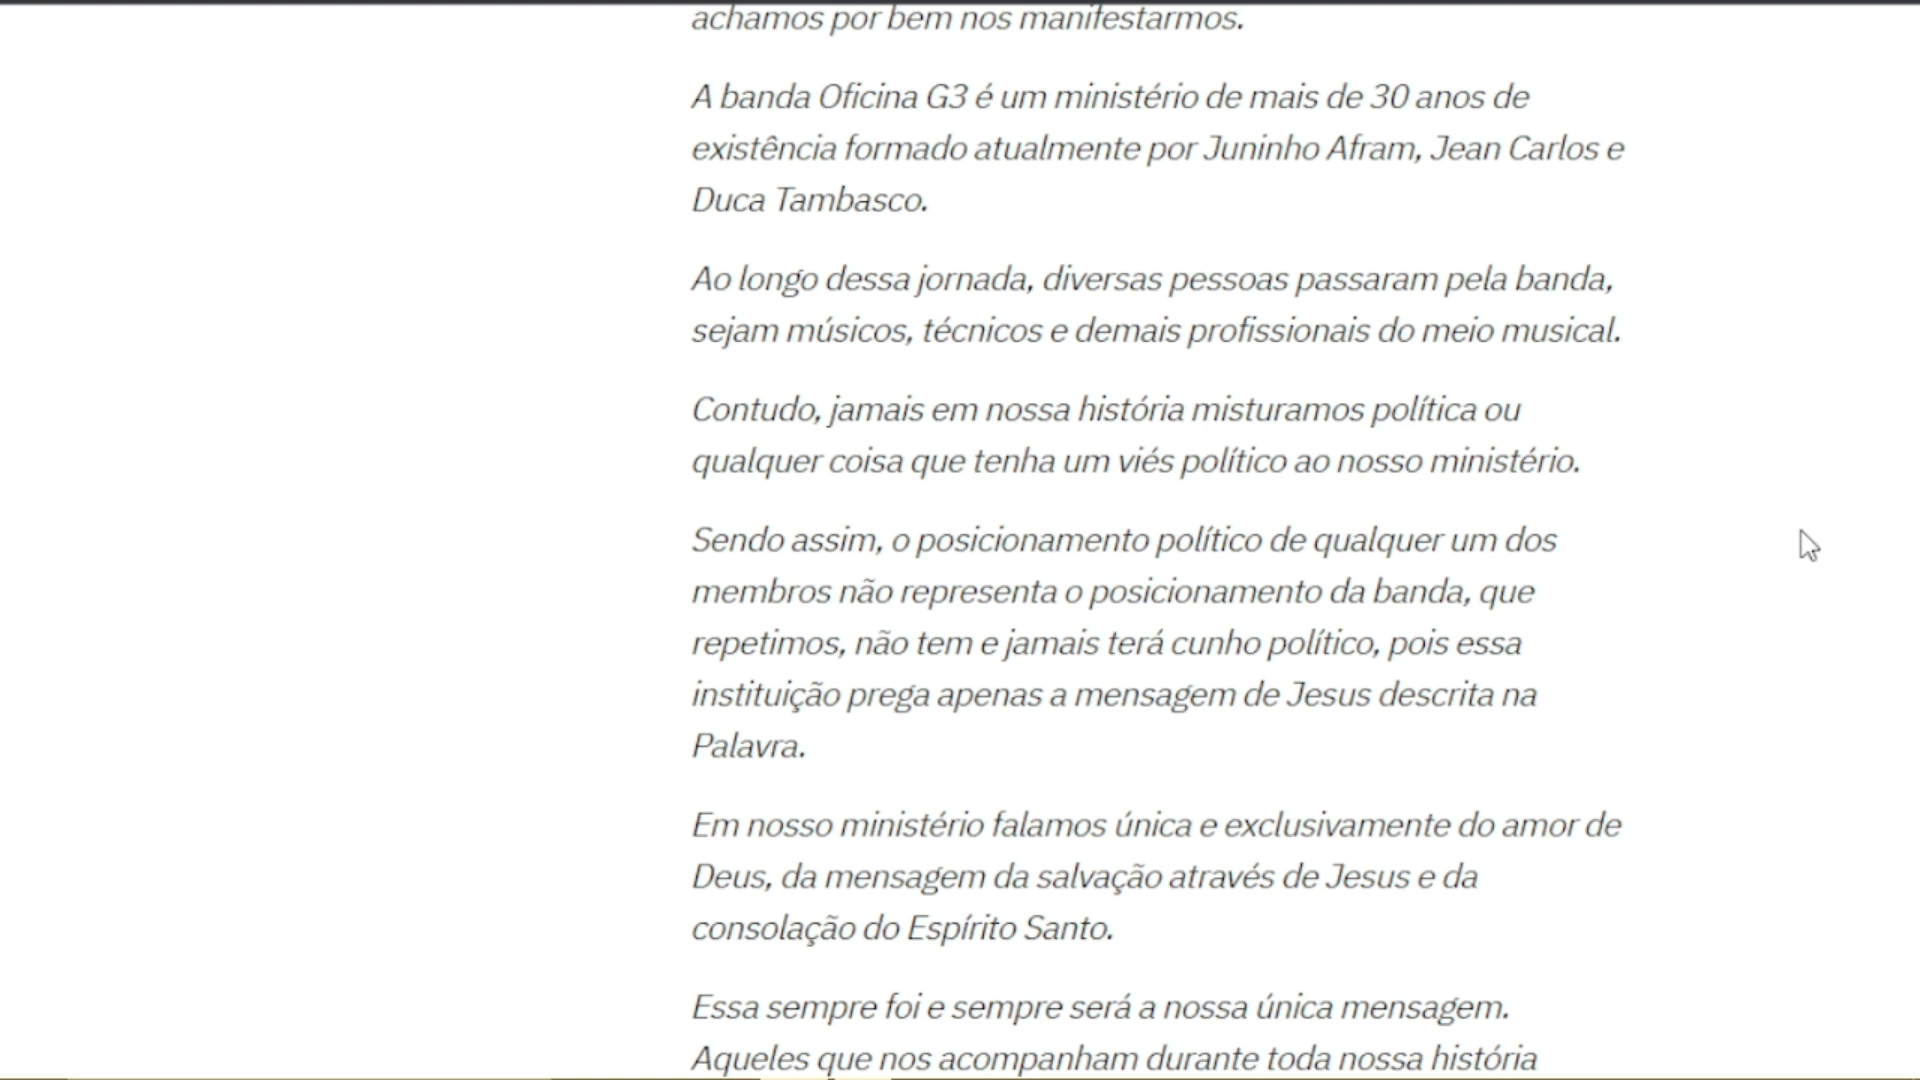 achamos por bem nos manifestarmos.
A banda Oficina G3 é um ministério de mais de 30 anos de
existência formado atualmente por Juninho Afram, Jean Carlos e
Duca Tambasco.
Ao longo dessa jornada, diversas pessoas passaram pela banda,
sejam músicos, técnicos e demais profissionais do meio musical.
Contudo, jamais em nossa história misturamos política ou
qualquer coisa que tenha um viés político ao nosso ministério.
Sendo assim, o posicionamento político de qualquer um dos
membros não representa o posicionamento da banda, que
repetimos, não tem e jamais terá cunho político, pois essa
instituição prega apenas a mensagem de Jesus descrita na
Palavra.
Em nosso ministério falamos única e exclusivamente do amor de
Deus, da mensagem da salvação através de Jesus e da
consolação do Espírito Santo.
Essa sempre foi e sempre será a nossa única mensagem.
Aqueles que nos acompanham durante toda nossa história